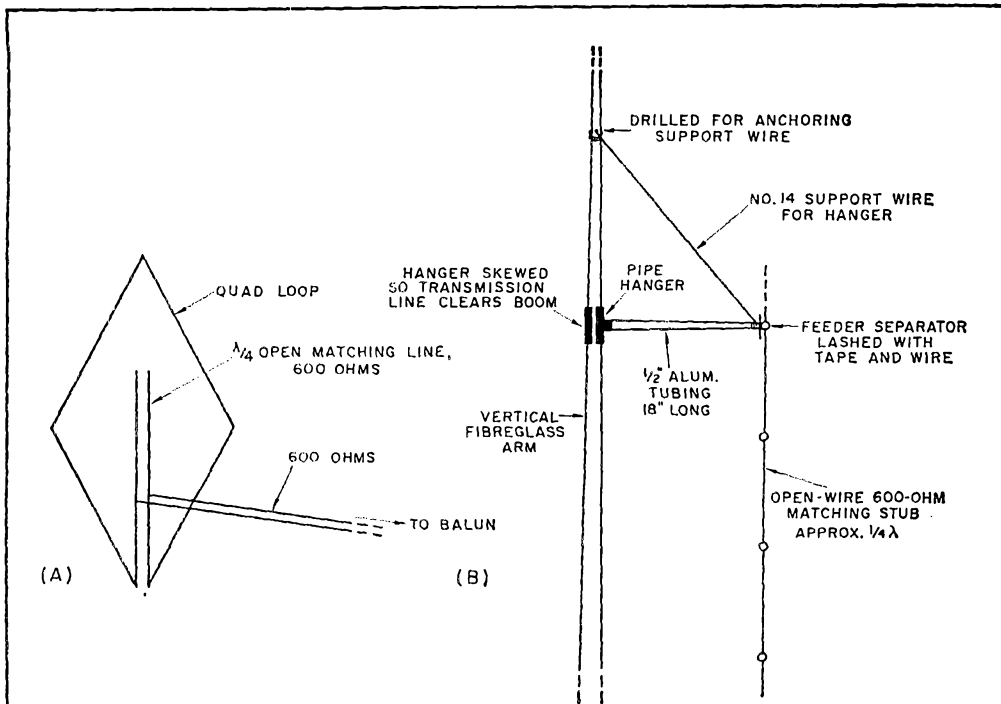 QUAD LOOP
λ/4 OPEN MATCHING LINE,
600 OHMS
600 OHMS
TO BALUN
(A)
DRILLED FOR ANCHORING
SUPPORT WIRE
NO. 14 SUPPORT WIRE
FOR HANGER
HANGER SKEWED
SO TRANSMISSION
LINE CLEARS BOOM
PIPE
HANGER
FEEDER SEPARATOR
LASHED WITH
TAPE AND WIRE
1/2" ALUM.
TUBING
18" LONG
VERTICAL
FIBREGLASS
ARM
OPEN-WIRE 600-OHM
MATCHING STUB
APPROX. 1/4 λ
(B)